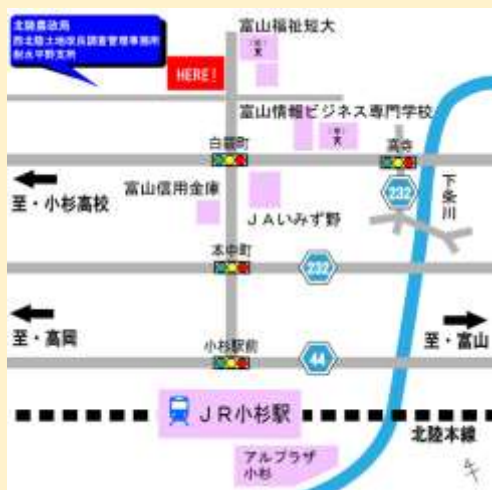 北陸農政局
西北陸土地改良調査管理事務所
射水平野支所
HERE!
富山福祉短大
富山情報ビジネス専門学校
高寺
232
下条川
至・小杉高校
富山信用金庫
JAいみず野
本中町
232
至・高岡
至・富山
小杉駅前
44
JR小杉駅
北陸本線
アルプラザ
小杉